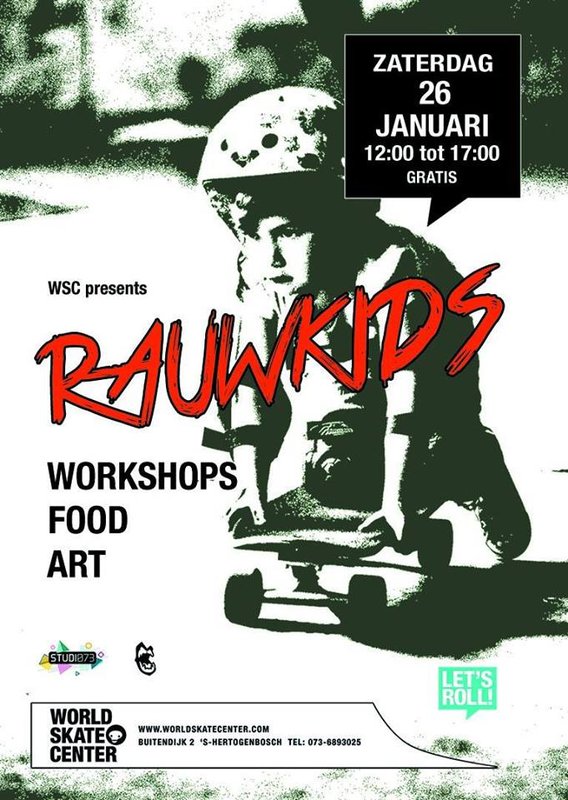 ZATERDAG
26
JANUARI
12:00 tot 17:00
GRATIS
WSC presents
RAUWKIDS
WORKSHOPS
FOOD
ART
STUDIO73
LET'S
ROLL!
WORLD
SKATE
CENTER
WWW.WORLDSKATECENTER.COM
BUITENDIJK 2 'S-HERTOGENBOSCH TEL: 073-6893025